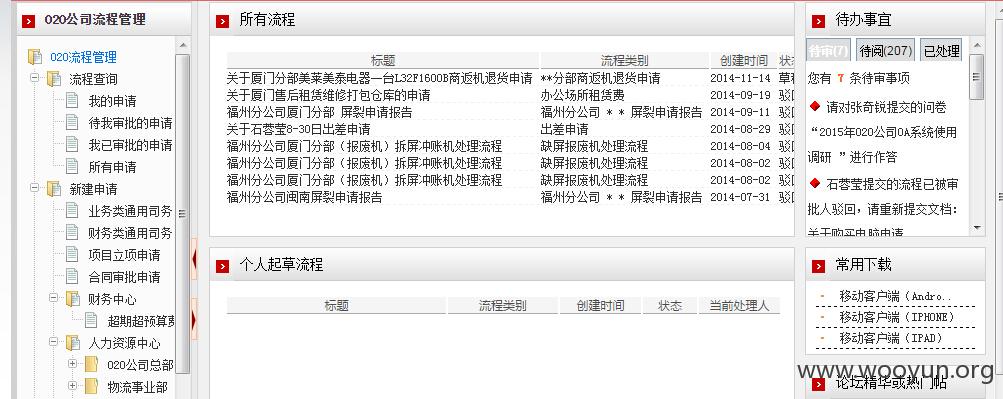 020公司流程管理
020流程管理
流程查询
我的申请
待我审批的申请
我已审批的申请
所有申请
新建申请
业务类通用司务
财务类通用司务
项目立项申请
合同审批申请
财务中心
超期超预算
人力资源中心
020公司总部
物流事业部
所有流程
标题 流程类别 创建时间 状
关于厦门分部美莱美泰电器一台L32F1600B商返机退货申请 **分部商返机退货申请 2014-11-14 草
关于厦门售后租赁维修打包仓库的申请 办公场所租赁费 2014-09-19 驳
福州分公司厦门分部 屏裂申请报告 福州分公司 * * 屏裂申请报告 2014-09-11 驳
关于石蓉莹8-30日出差申请 出差申请 2014-08-29 驳
福州分公司厦门分部（报废机）拆屏冲账机处理流程 缺屏报废机处理流程 2014-08-04 驳
福州分公司厦门分部（报废机）拆屏冲账机处理流程 缺屏报废机处理流程 2014-08-02 驳
福州分公司厦门分部（报废机）拆屏冲账机处理流程 缺屏报废机处理流程 2014-08-02 驳
福州分公司闽南屏裂申请报告 福州分公司 * * 屏裂申请报告 2014-07-31 驳
个人起草流程
标题 流程类别 创建时间 状态 当前处理人
待办事宜
待审(7) 待阅(207) 已处理
您有 7 条待审事项
请对张奇锐提交的问卷
“2015年020公司OA系统使用
调研 ”进行作答
石蓉莹提交的流程已被审
批人驳回，请重新提交文档：
关于购买电脑申请
常用下载
移动客户端（Andro..
移动客户端（IPHONE）
移动客户端（IPAD）
www.wooyun.org
论坛精华或热门帖